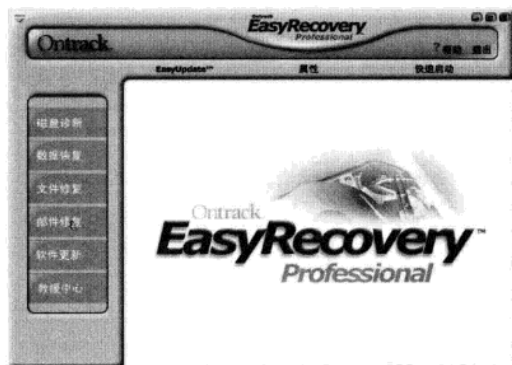 Ontrack
EasyRecovery
Professional
Ontrack
? 帮助 退出
EasyUpdate™ 属性 快速启动
磁盘诊断
数据恢复
文件修复
邮件修复
软件更新
救援中心
Ontrack
EasyRecovery™
Professional